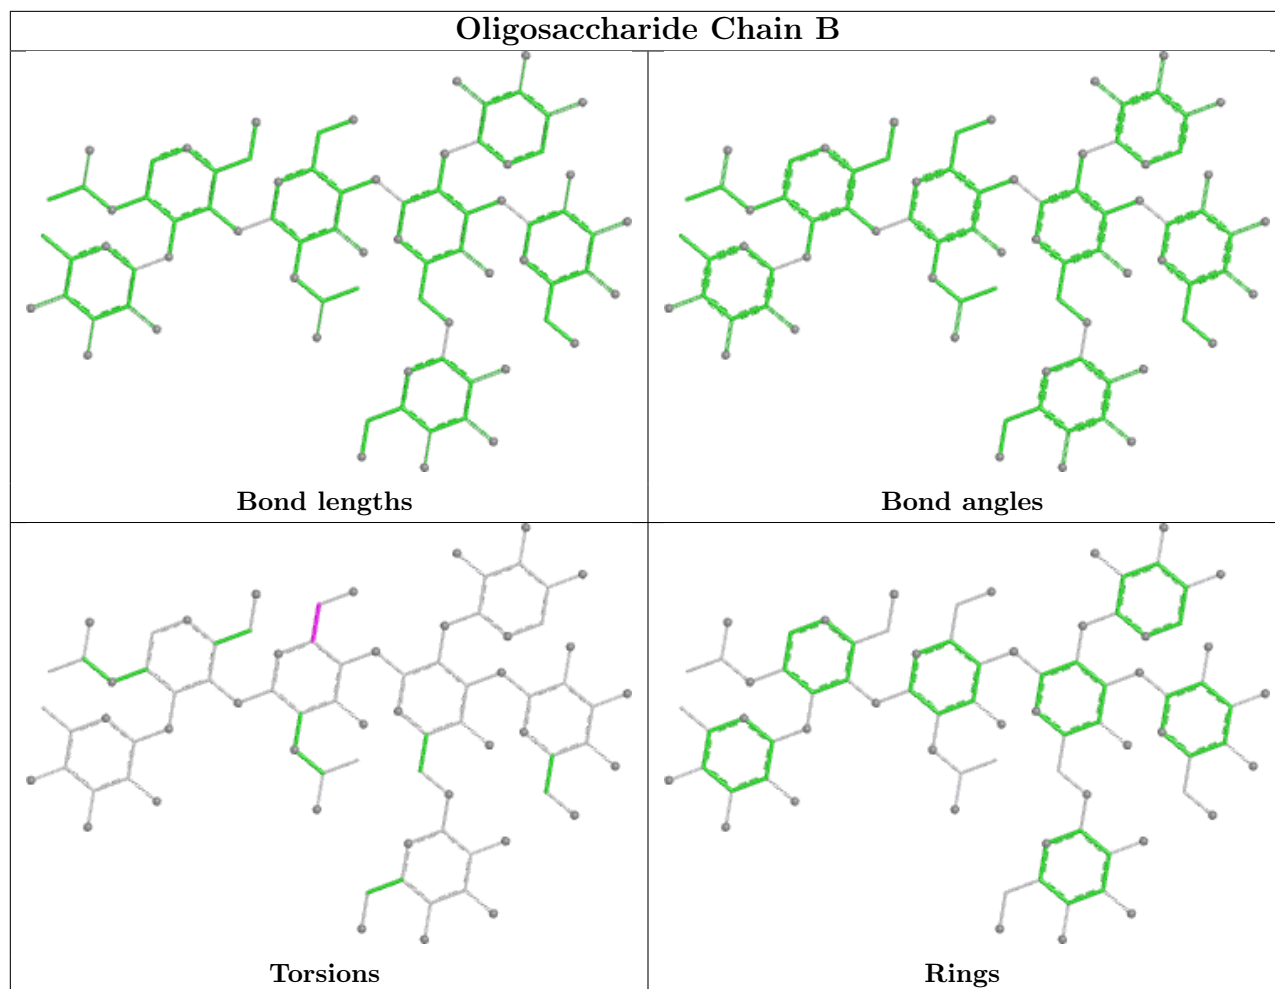 Oligosaccharide Chain B
Bond lengths
Bond angles
Torsions
Rings